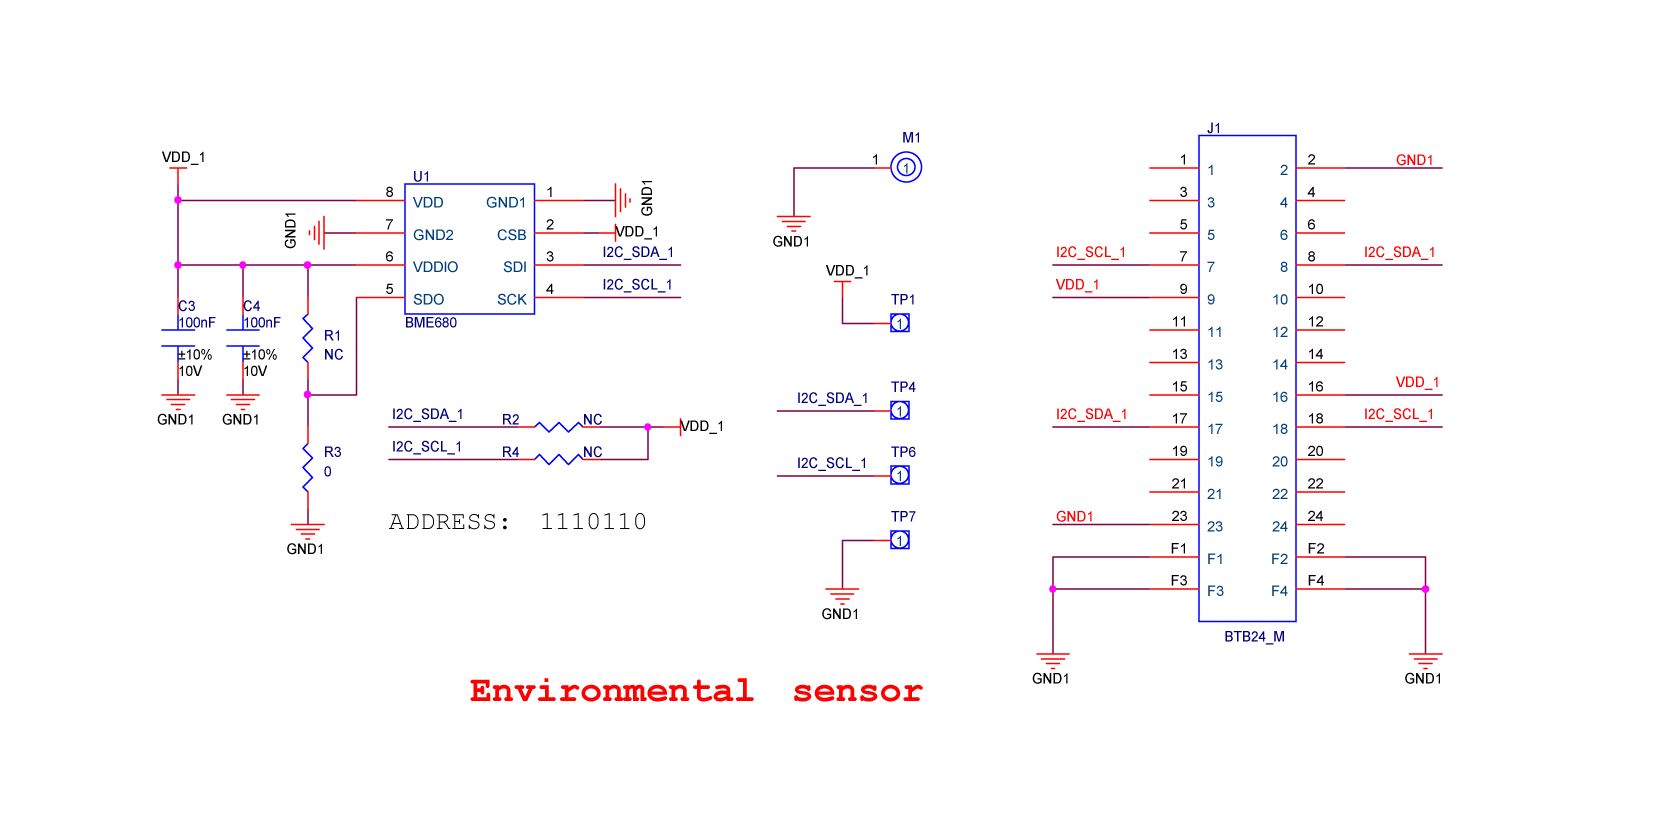 VDD_1
U1
8 VDD GND1 1
GND1
GND1
7 GND2 CSB 2
VDD_1
6 VDDIO SDI 3
I2C_SDA_1
5 SDO SCK 4
I2C_SCL_1
BME680
C3
100nF
±10%
10V
GND1
C4
100nF
±10%
10V
GND1
R1
NC
R3
0
GND1
I2C_SDA_1 R2 NC
VDD_1
I2C_SCL_1 R4 NC
ADDRESS: 1110110
M1
1 1
GND1
VDD_1
TP1
1
TP4
I2C_SDA_1 1
TP6
I2C_SCL_1 1
TP7
1
GND1
J1
1 1 2 2 GND1
3 3 4 4
5 5 6 6
I2C_SCL_1 7 7 8 8 I2C_SDA_1
VDD_1 9 9 10 10
11 11 12 12
13 13 14 14
15 15 16 16 VDD_1
I2C_SDA_1 17 17 18 18 I2C_SCL_1
19 19 20 20
21 21 22 22
GND1 23 23 24 24
F1 F1 F2 F2
F3 F3 F4 F4
BTB24_M
GND1
GND1
Environmental sensor